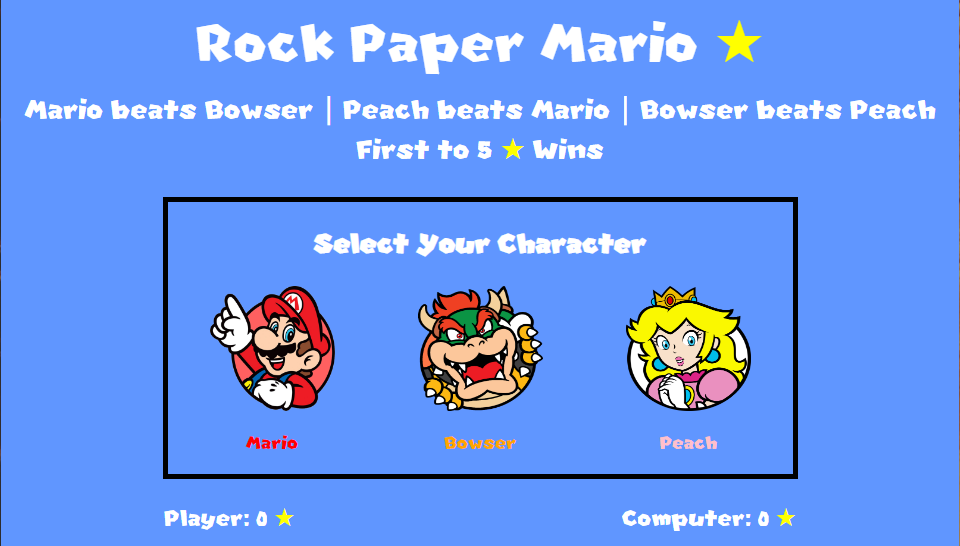 Rock Paper Mario ★
Mario beats Bowser | Peach beats Mario | Bowser beats Peach
First to 5 ★ Wins
Select Your Character
M
Mario Bowser Peach
Player: 0 ★ Computer: 0 ★